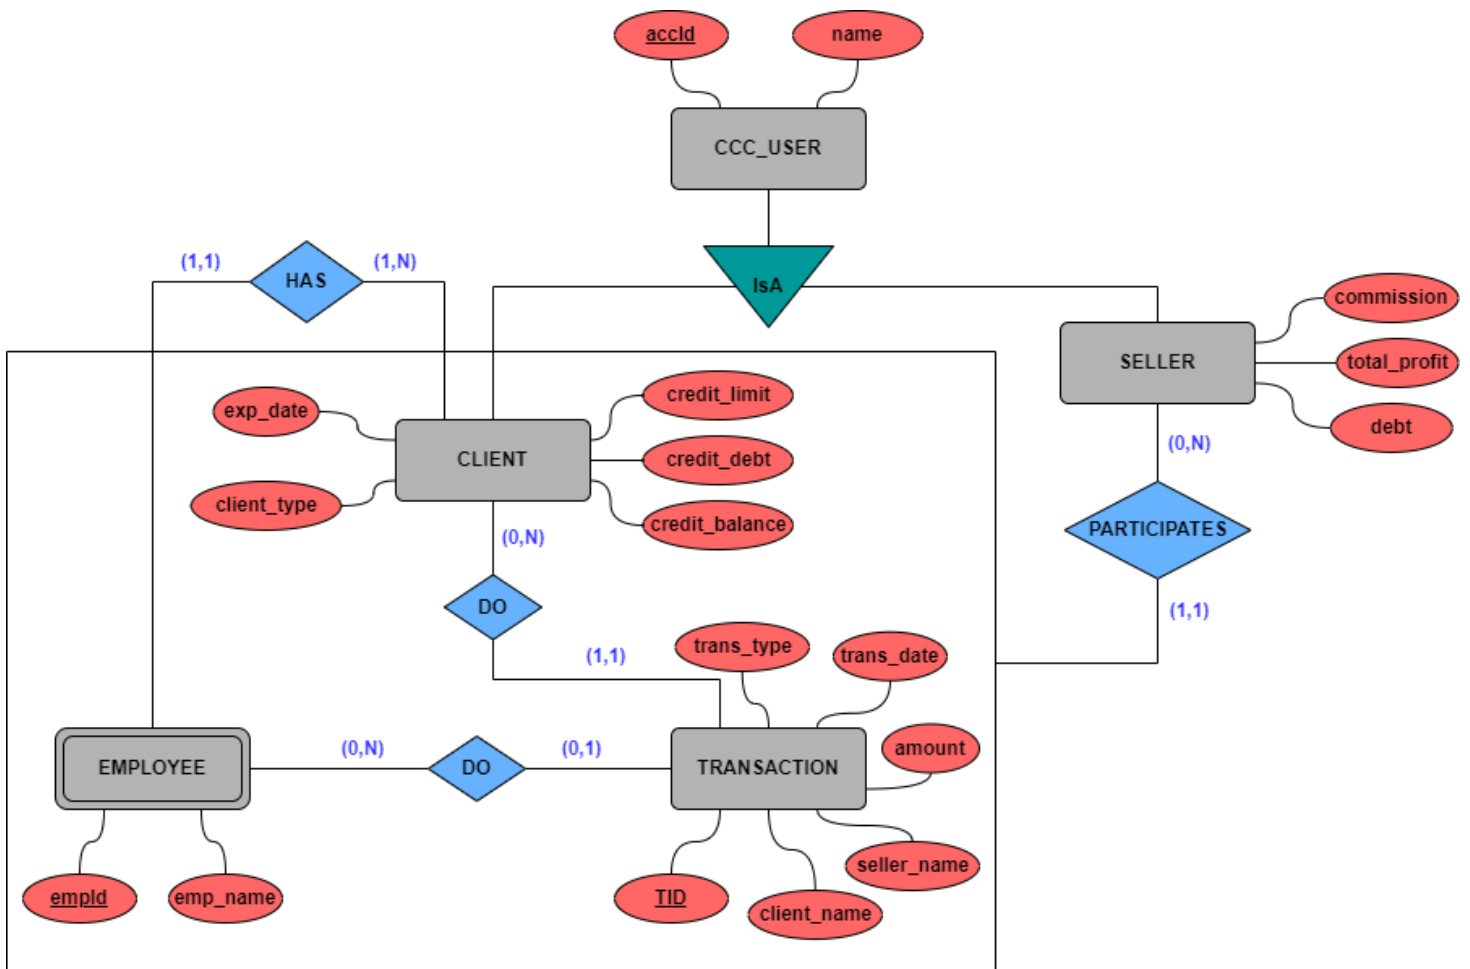 accId
name
CCC_USER
IsA
(1,1)
HAS
(1,N)
commission
total_profit
debt
SELLER
(0,N)
PARTICIPATES
(1,1)
exp_date
client_type
CLIENT
credit_limit
credit_debt
credit_balance
(0,N)
DO
(1,1)
trans_type
trans_date
amount
EMPLOYEE
(0,N)
DO
(0,1)
TRANSACTION
seller_name
empId
emp_name
TID
client_name